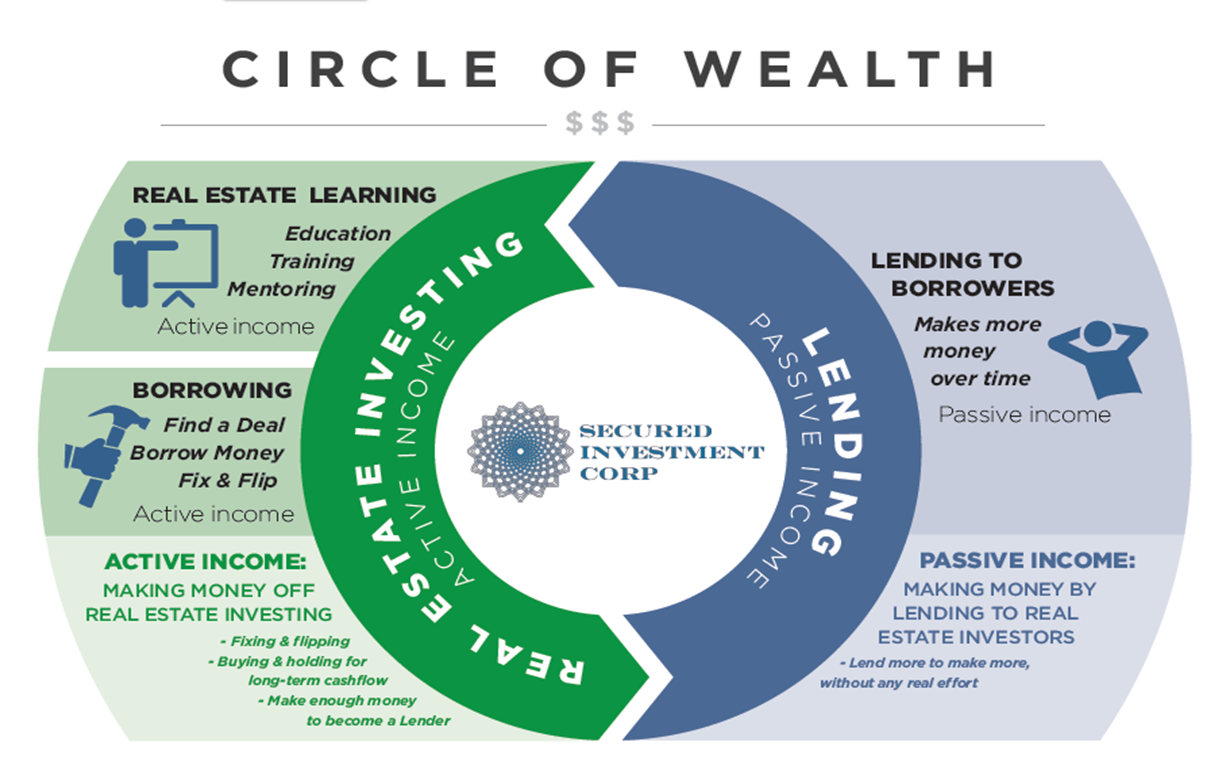 CIRCLE OF WEALTH
$$$
REAL ESTATE LEARNING
Education
Training
Mentoring
Active income
BORROWING
Find a Deal
Borrow Money
Fix & Flip
Active income
ACTIVE INCOME:
MAKING MONEY OFF
REAL ESTATE INVESTING
- Fixing & flipping
- Buying & holding for
long-term cashflow
- Make enough money
to become a Lender
REAL ESTATE INVESTING
ACTIVE INCOME
SECURED
INVESTMENT
CORP
LENDING
PASSIVE INCOME
LENDING TO
BORROWERS
Makes more
money
over time
Passive income
PASSIVE INCOME:
MAKING MONEY BY
LENDING TO REAL
ESTATE INVESTORS
- Lend more to make more,
without any real effort